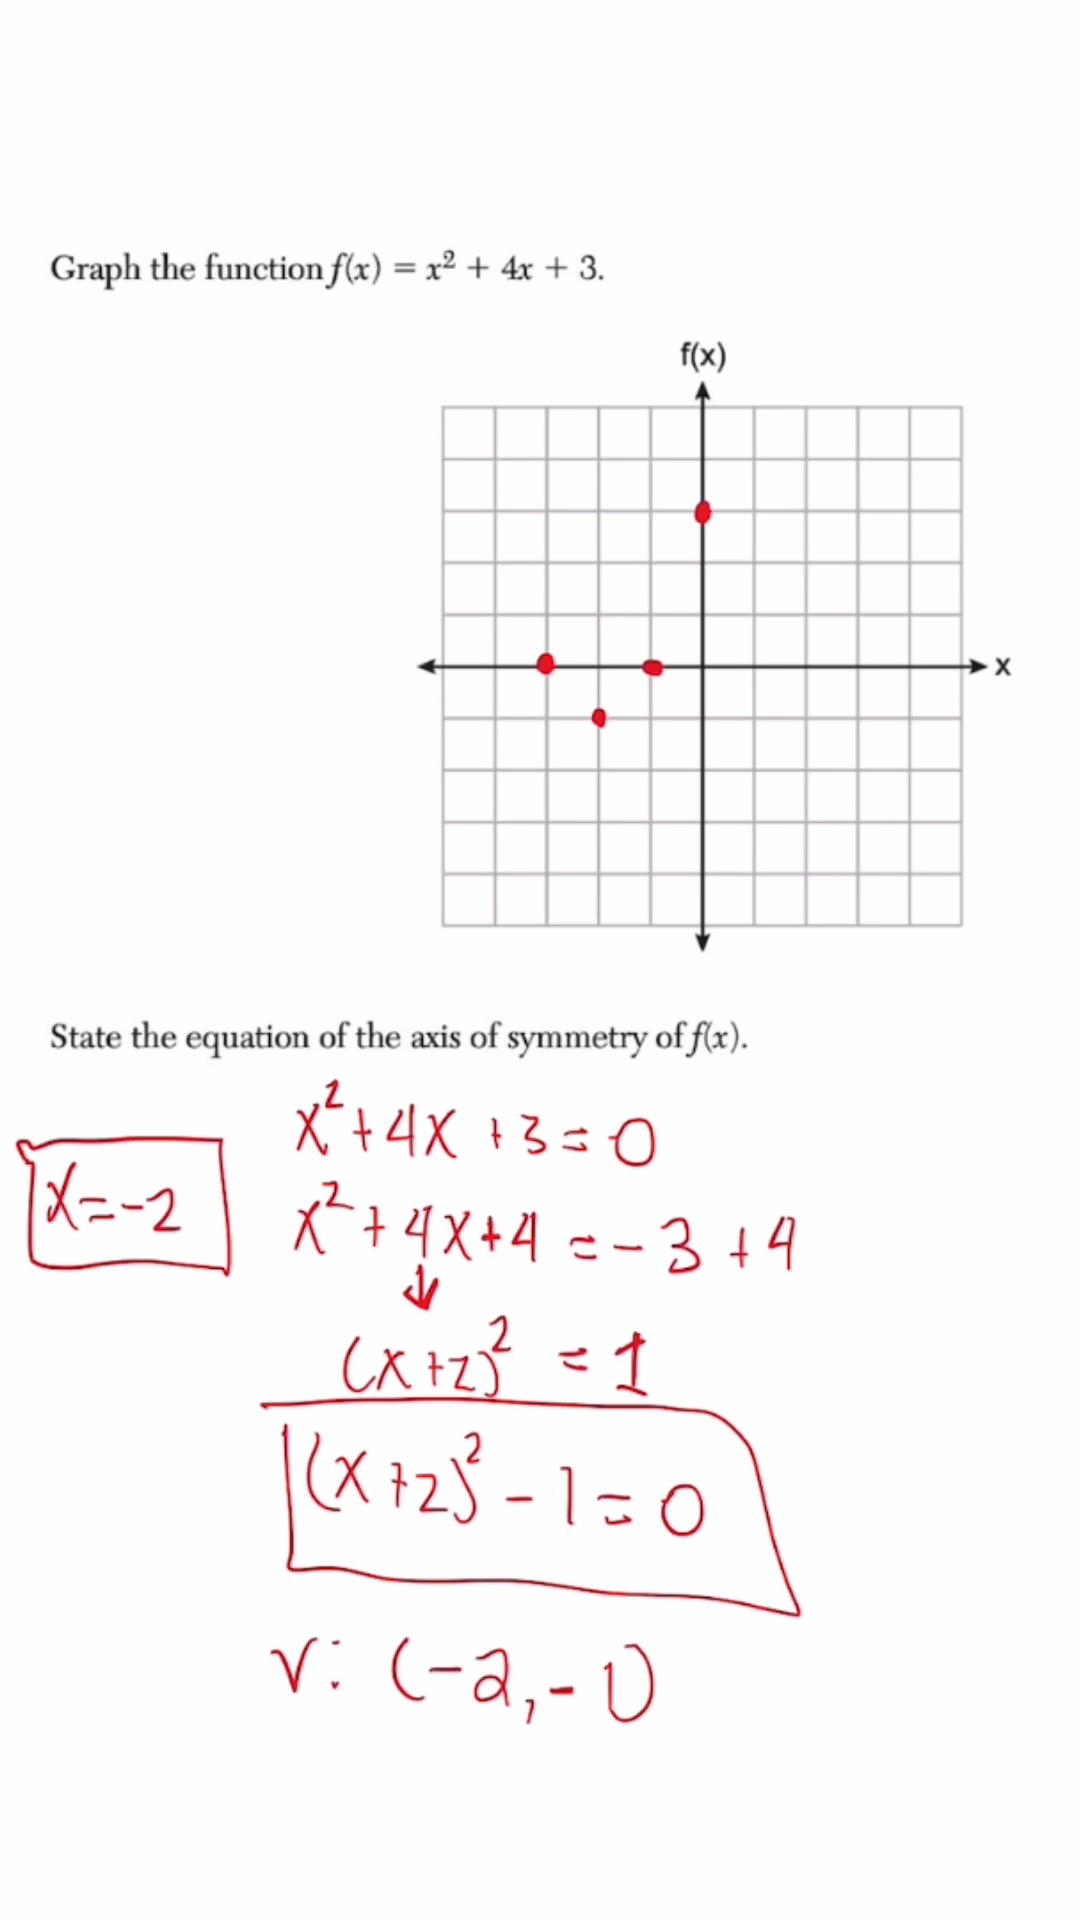 Graph the function f(x) = x² + 4x + 3.
f(x)
x
State the equation of the axis of symmetry of f(x).
x² + 4x + 3 = 0
x = -2
x² + 4x + 4 = -3 + 4
(x + 2)² = 1
(x + 2)² - 1 = 0
V: (-2, -1)